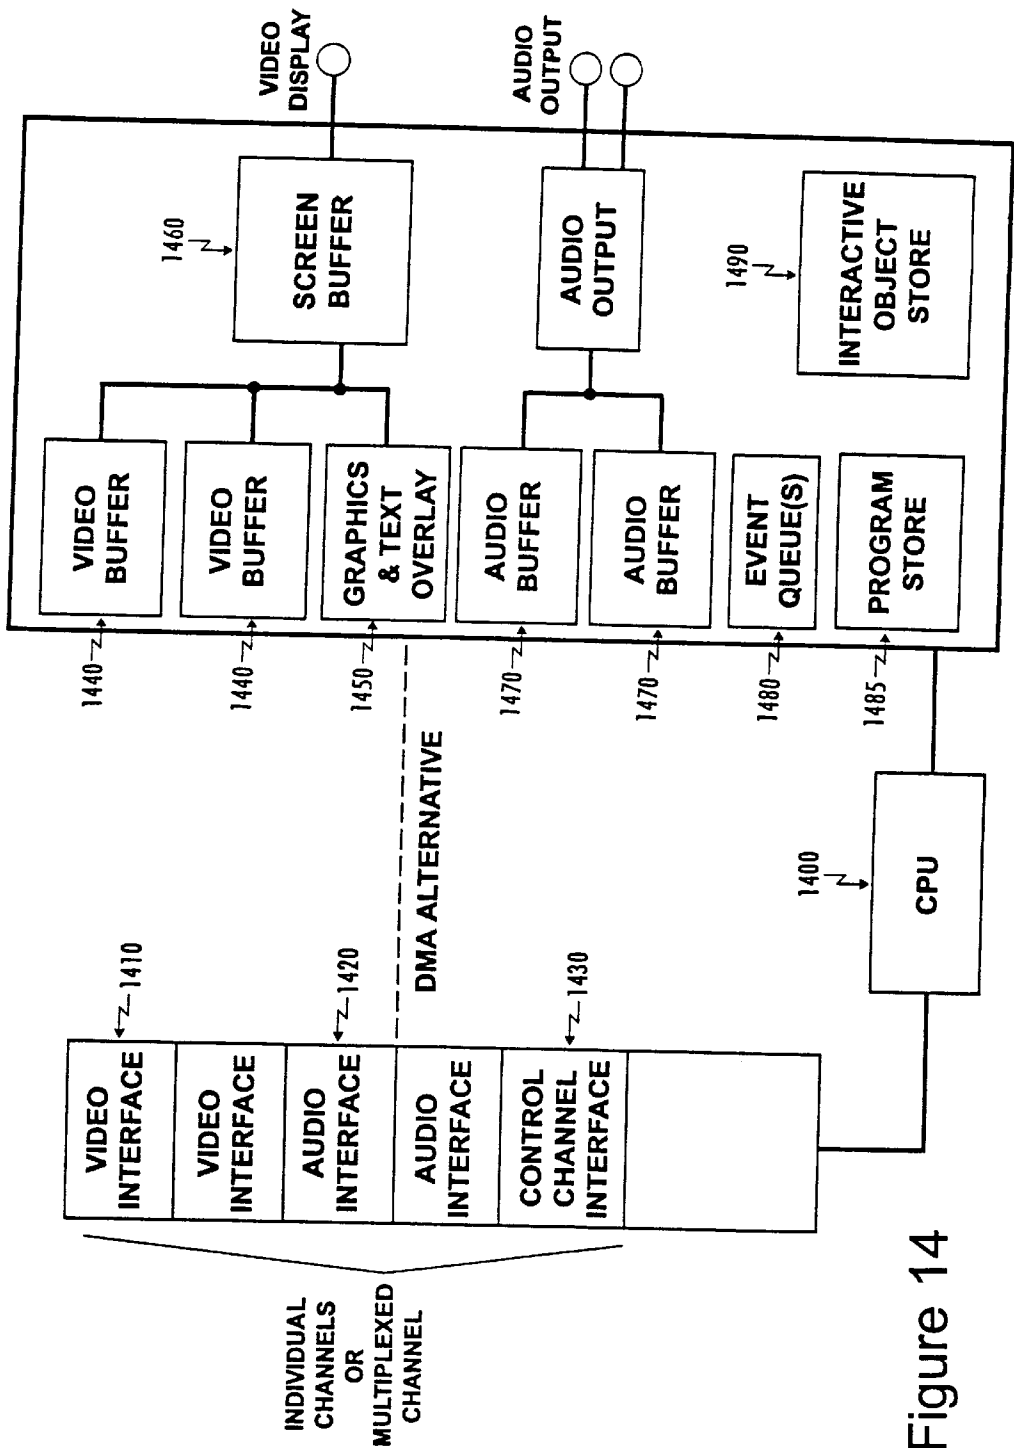 INDIVIDUAL
CHANNELS
OR
MULTIPLEXED
CHANNEL
VIDEO
INTERFACE
1410
VIDEO
INTERFACE
AUDIO
INTERFACE
1420
AUDIO
INTERFACE
CONTROL
CHANNEL
INTERFACE
1430
DMA ALTERNATIVE
1400
CPU
1440
VIDEO
BUFFER
1440
VIDEO
BUFFER
1450
GRAPHICS
& TEXT
OVERLAY
1470
AUDIO
BUFFER
1470
AUDIO
BUFFER
1480
EVENT
QUEUE(S)
1485
PROGRAM
STORE
1460
SCREEN
BUFFER
AUDIO
OUTPUT
1490
INTERACTIVE
OBJECT
STORE
VIDEO
DISPLAY
AUDIO
OUTPUT
Figure 14